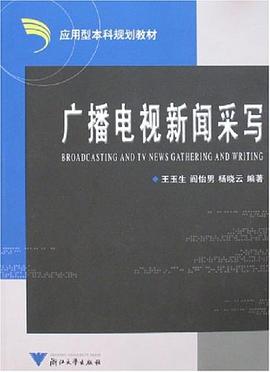 应用型本科规划教材
广播电视新闻采写
BROADCASTING AND TV NEWS GATHERING AND WRITING
王玉生 阎怡男 杨晓云 编著
浙江大学出版社